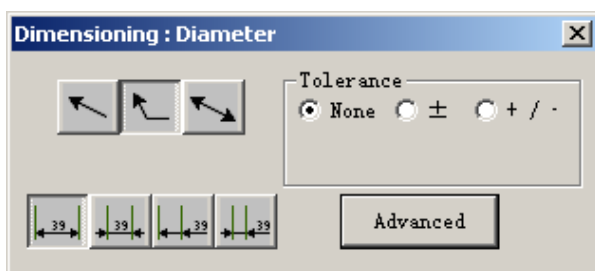 Dimensioning : Diameter
Tolerance
None ± + / -
39 39 39 39
Advanced